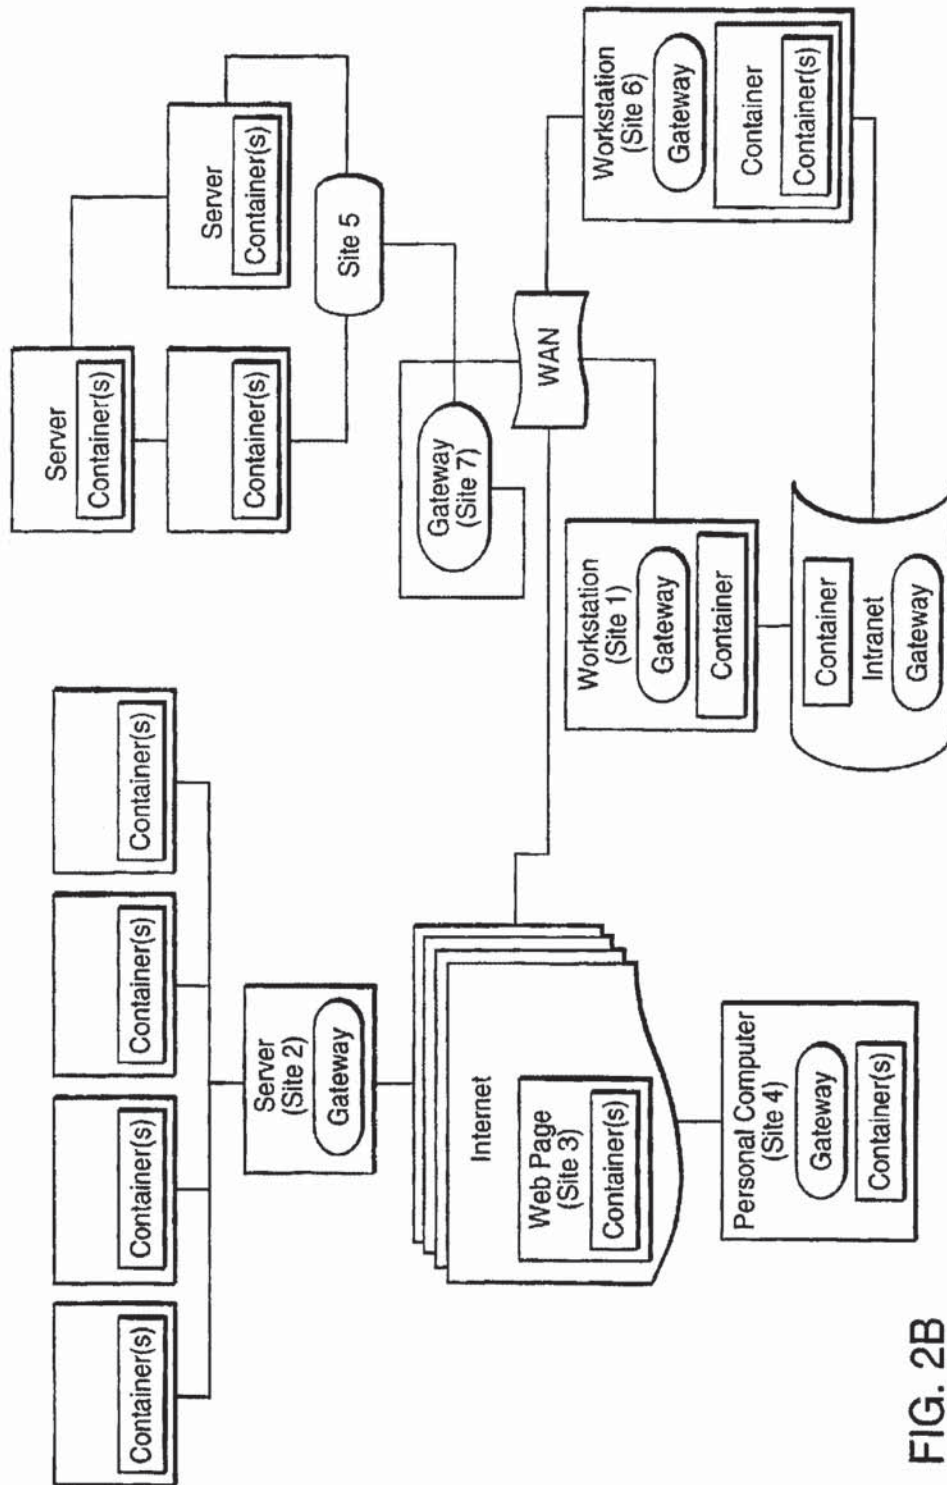 Container(s)
Container(s)
Container(s)
Container(s)
Server
(Site 2)
Gateway
Internet
Web Page
(Site 3)
Container(s)
Personal Computer
(Site 4)
Gateway
Container(s)
Server
Container(s)
Container(s)
Server
Container(s)
Site 5
Gateway
(Site 7)
WAN
Workstation
(Site 1)
Gateway
Container
Container
Intranet
Gateway
Workstation
(Site 6)
Gateway
Container
Container(s)
FIG. 2B